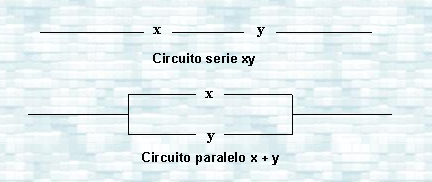 x y
Circuito serie xy
x
y
Circuito paralelo x + y